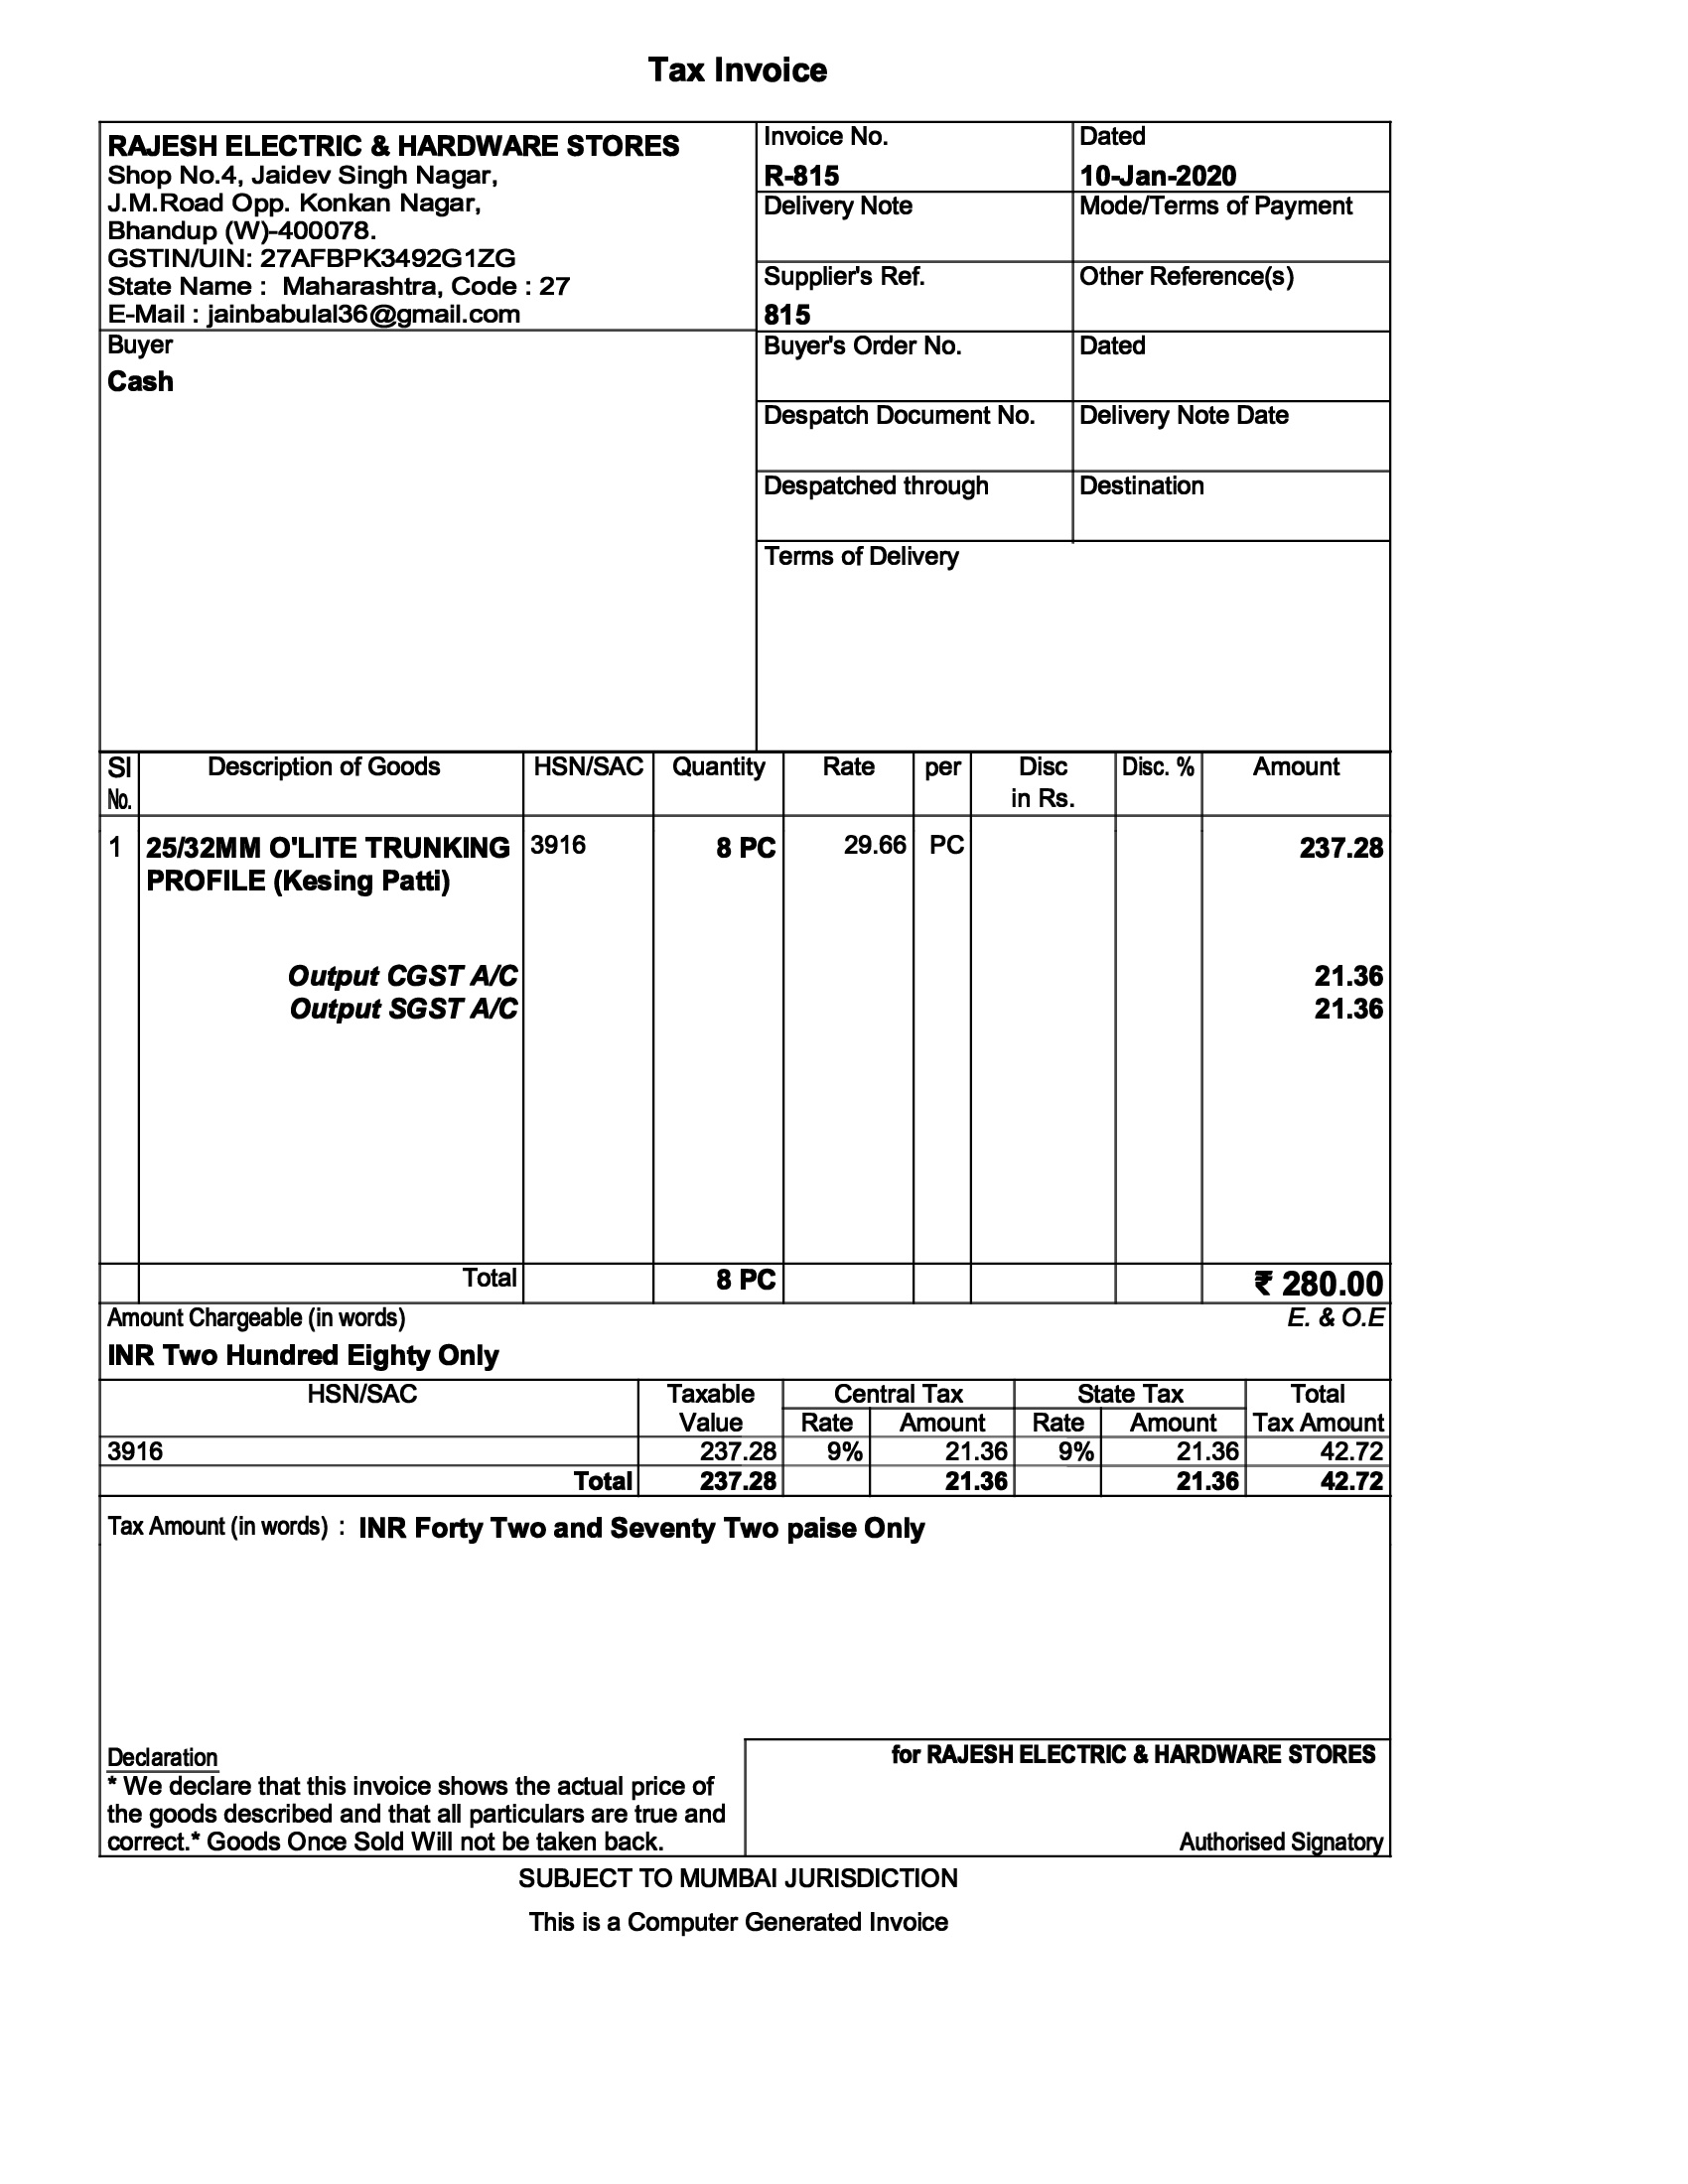 Tax Invoice
RAJESH ELECTRIC & HARDWARE STORES
Shop No.4, Jaidev Singh Nagar,
J.M.Road Opp. Konkan Nagar,
Bhandup (W)-400078.
GSTIN/UIN: 27AFBPK3492G1ZG
State Name : Maharashtra, Code : 27
E-Mail : jainbabulal36@gmail.com
Buyer
Cash
Invoice No. Dated
R-815 10-Jan-2020
Delivery Note Mode/Terms of Payment
Supplier's Ref. Other Reference(s)
815
Buyer's Order No. Dated
Despatch Document No. Delivery Note Date
Despatched through Destination
Terms of Delivery
Sl Description of Goods HSN/SAC Quantity Rate per Disc Disc. % Amount
No. in Rs.
1 25/32MM O'LITE TRUNKING 3916 8 PC 29.66 PC 237.28
PROFILE (Kesing Patti)
Output CGST A/C 21.36
Output SGST A/C 21.36
Total 8 PC ₹ 280.00
Amount Chargeable (in words) E. & O.E
INR Two Hundred Eighty Only
HSN/SAC Taxable Central Tax State Tax Total
Value Rate Amount Rate Amount Tax Amount
3916 237.28 9% 21.36 9% 21.36 42.72
Total 237.28 21.36 21.36 42.72
Tax Amount (in words) : INR Forty Two and Seventy Two paise Only
Declaration
* We declare that this invoice shows the actual price of
the goods described and that all particulars are true and
correct.* Goods Once Sold Will not be taken back.
for RAJESH ELECTRIC & HARDWARE STORES
Authorised Signatory
SUBJECT TO MUMBAI JURISDICTION
This is a Computer Generated Invoice